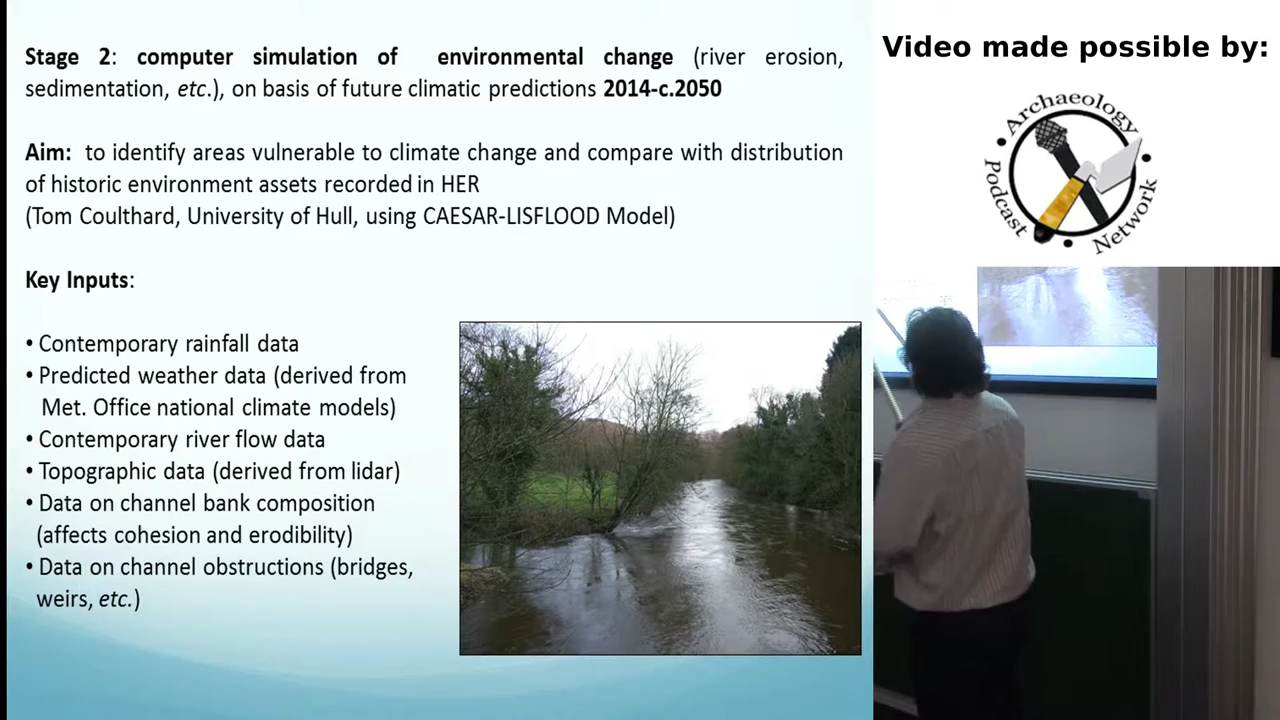 Stage 2: computer simulation of environmental change (river erosion,
sedimentation, etc.), on basis of future climatic predictions 2014-c.2050
Aim: to identify areas vulnerable to climate change and compare with distribution
of historic environment assets recorded in HER
(Tom Coulthard, University of Hull, using CAESAR-LISFLOOD Model)
Key Inputs:
• Contemporary rainfall data
• Predicted weather data (derived from
Met. Office national climate models)
• Contemporary river flow data
• Topographic data (derived from lidar)
• Data on channel bank composition
(affects cohesion and erodibility)
• Data on channel obstructions (bridges,
weirs, etc.)
Video made possible by:
Archaeology
Podcast
Network